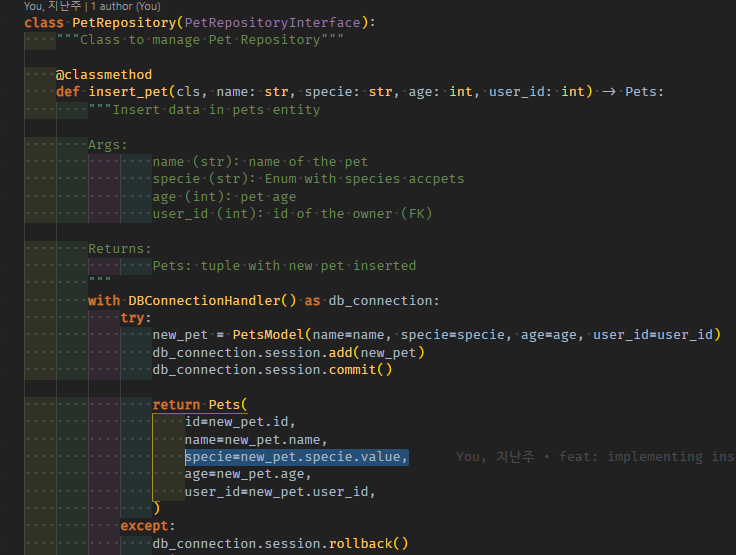 You, 지난주 | 1 author (You)
class PetRepository(PetRepositoryInterface):
"""Class to manage Pet Repository"""
@classmethod
def insert_pet(cls, name: str, specie: str, age: int, user_id: int) -> Pets:
"""Insert data in pets entity
Args:
name (str): name of the pet
specie (str): Enum with species accpets
age (int): pet age
user_id (int): id of the owner (FK)
Returns:
Pets: tuple with new pet inserted
"""
with DBConnectionHandler() as db_connection:
try:
new_pet = PetsModel(name=name, specie=specie, age=age, user_id=user_id)
db_connection.session.add(new_pet)
db_connection.session.commit()
return Pets(
id=new_pet.id,
name=new_pet.name,
specie=new_pet.specie.value, You, 지난주 • feat: implementing ins
age=new_pet.age,
user_id=new_pet.user_id,
)
except:
db_connection.session.rollback()